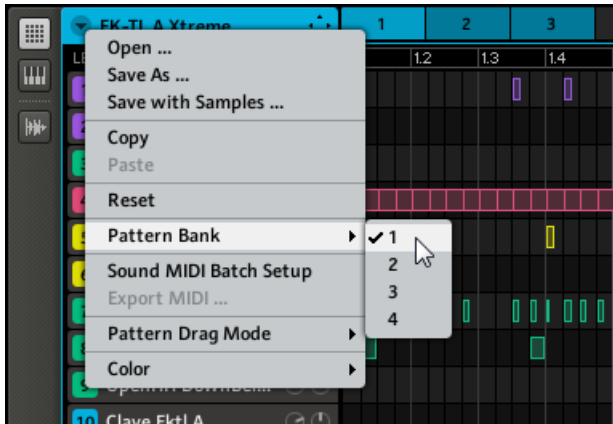 EK-TL A Xtreme
1 2 3
1.2 1.3 1.4
Open ...
Save As ...
Save with Samples ...
Copy
Paste
Reset
Pattern Bank
1
2
3
4
Sound MIDI Batch Setup
Export MIDI ...
Pattern Drag Mode
Color
10 Clave Fktl A